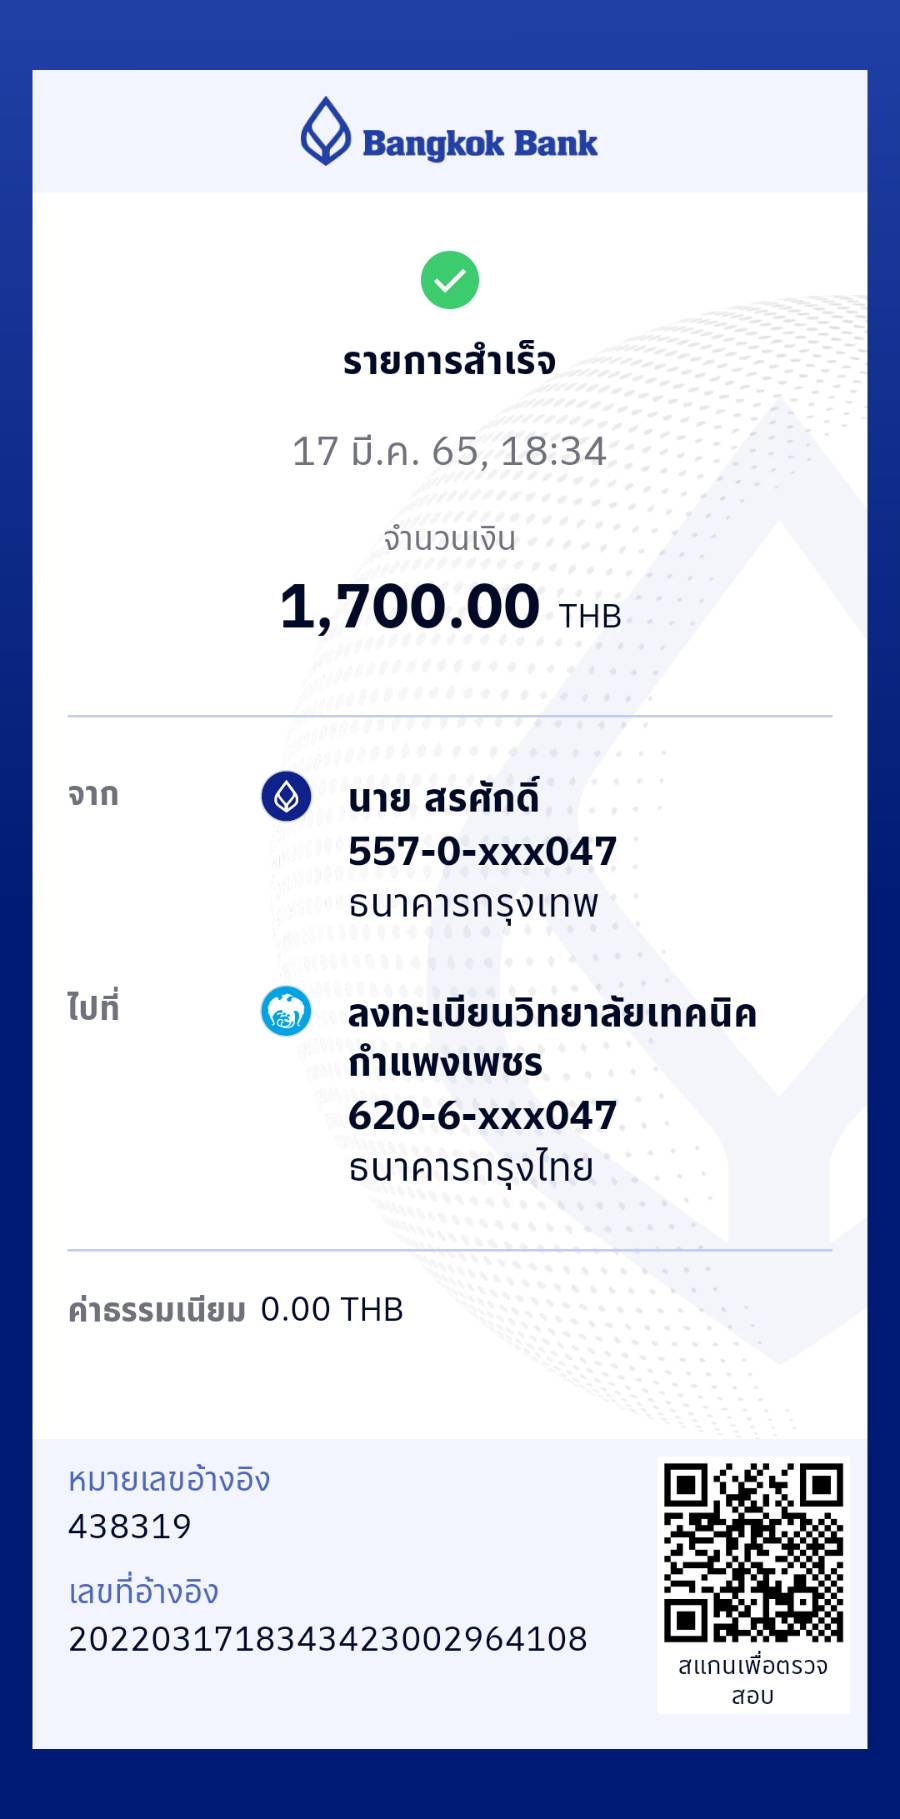 Bangkok Bank
รายการสำเร็จ
17 มี.ค. 65, 18:34
จำนวนเงิน
1,700.00 THB
จาก
นาย สรศักดิ์
557-0-xxx047
ธนาคารกรุงเทพ
ไปที่
ลงทะเบียนวิทยาลัยเทคนิค
กำแพงเพชร
620-6-xxx047
ธนาคารกรุงไทย
ค่าธรรมเนียม 0.00 THB
หมายเลขอ้างอิง
438319
เลขที่อ้างอิง
2022031718343423002964108
สแกนเพื่อตรวจ
สอบ